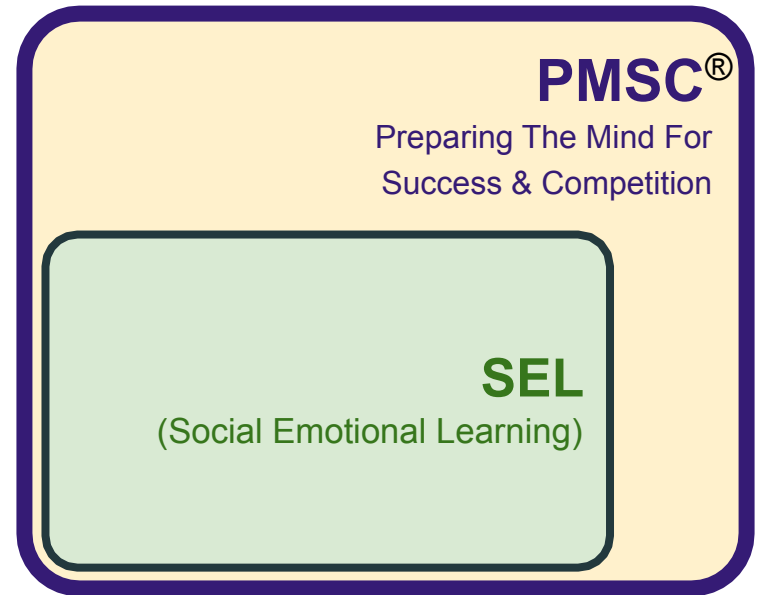 PMSC®
Preparing The Mind For
Success & Competition
SEL
(Social Emotional Learning)